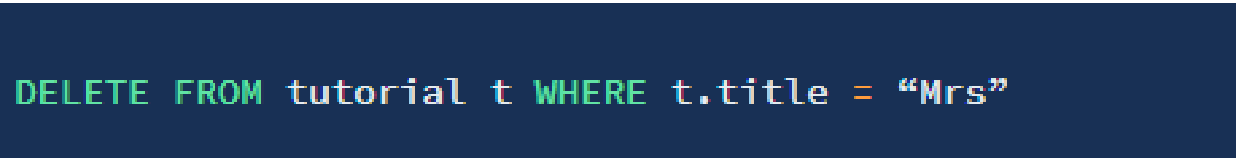 DELETE FROM tutorial t WHERE t.title = “Mrs”